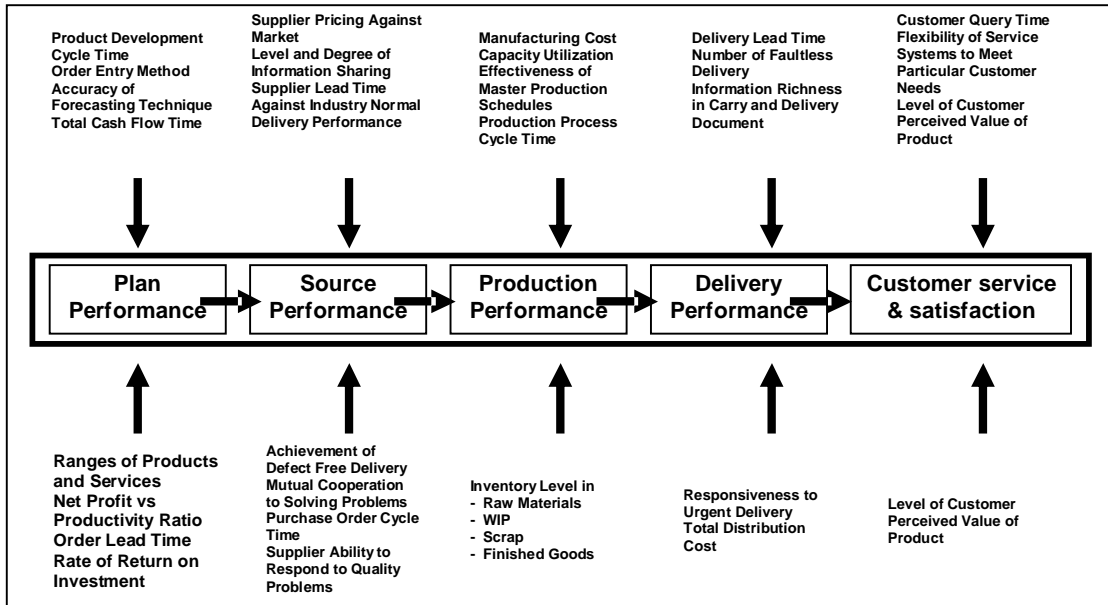 Product Development
Cycle Time
Order Entry Method
Accuracy of
Forecasting Technique
Total Cash Flow Time
Supplier Pricing Against
Market
Level and Degree of
Information Sharing
Supplier Lead Time
Against Industry Normal
Delivery Performance
Manufacturing Cost
Capacity Utilization
Effectiveness of
Master Production
Schedules
Production Process
Cycle Time
Delivery Lead Time
Number of Faultless
Delivery
Information Richness
in Carry and Delivery
Document
Customer Query Time
Flexibility of Service
Systems to Meet
Particular Customer
Needs
Level of Customer
Perceived Value of
Product
Plan
Performance
Source
Performance
Production
Performance
Delivery
Performance
Customer service
& satisfaction
Ranges of Products
and Services
Net Profit vs
Productivity Ratio
Order Lead Time
Rate of Return on
Investment
Achievement of
Defect Free Delivery
Mutual Cooperation
to Solving Problems
Purchase Order Cycle
Time
Supplier Ability to
Respond to Quality
Problems
Inventory Level in
- Raw Materials
- WIP
- Scrap
- Finished Goods
Responsiveness to
Urgent Delivery
Total Distribution
Cost
Level of Customer
Perceived Value of
Product